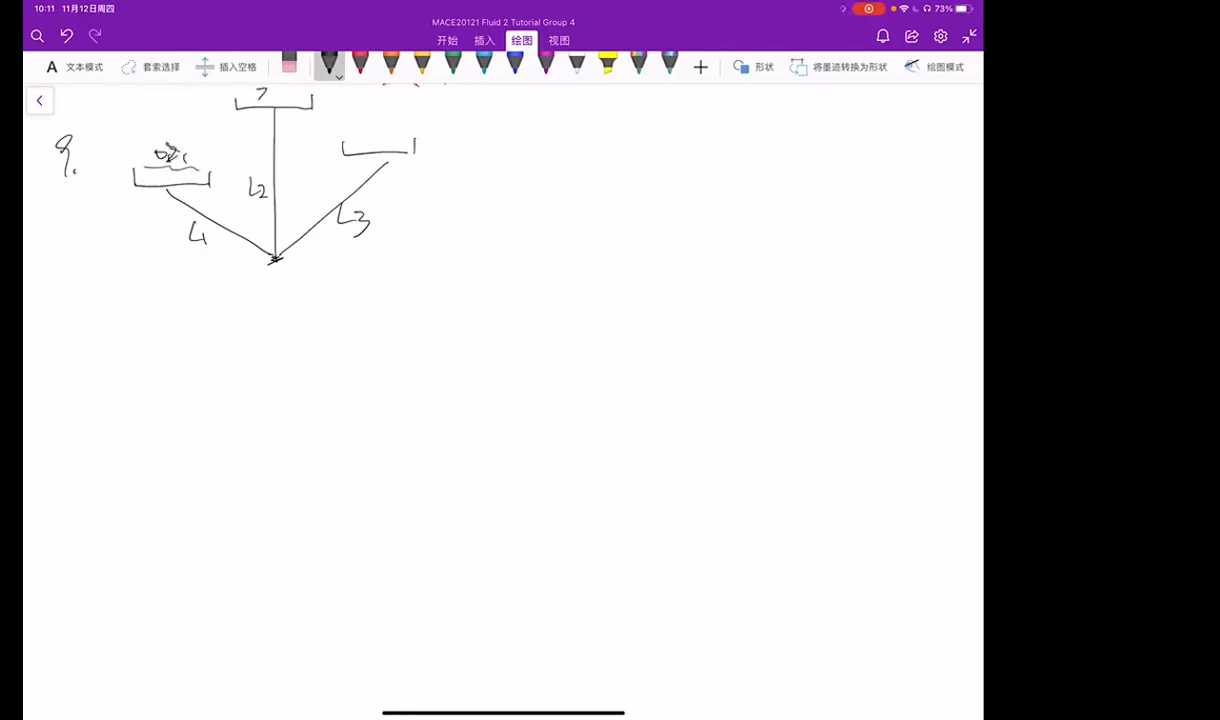 10:11 11月12日周四
73%
MACE20121 Fluid 2 Tutorial Group 4
开始 插入 绘图 视图
A 文本模式 套索选择 插入空格 形状 将墨迹转换为形状 绘图模式
9.
L2
L3